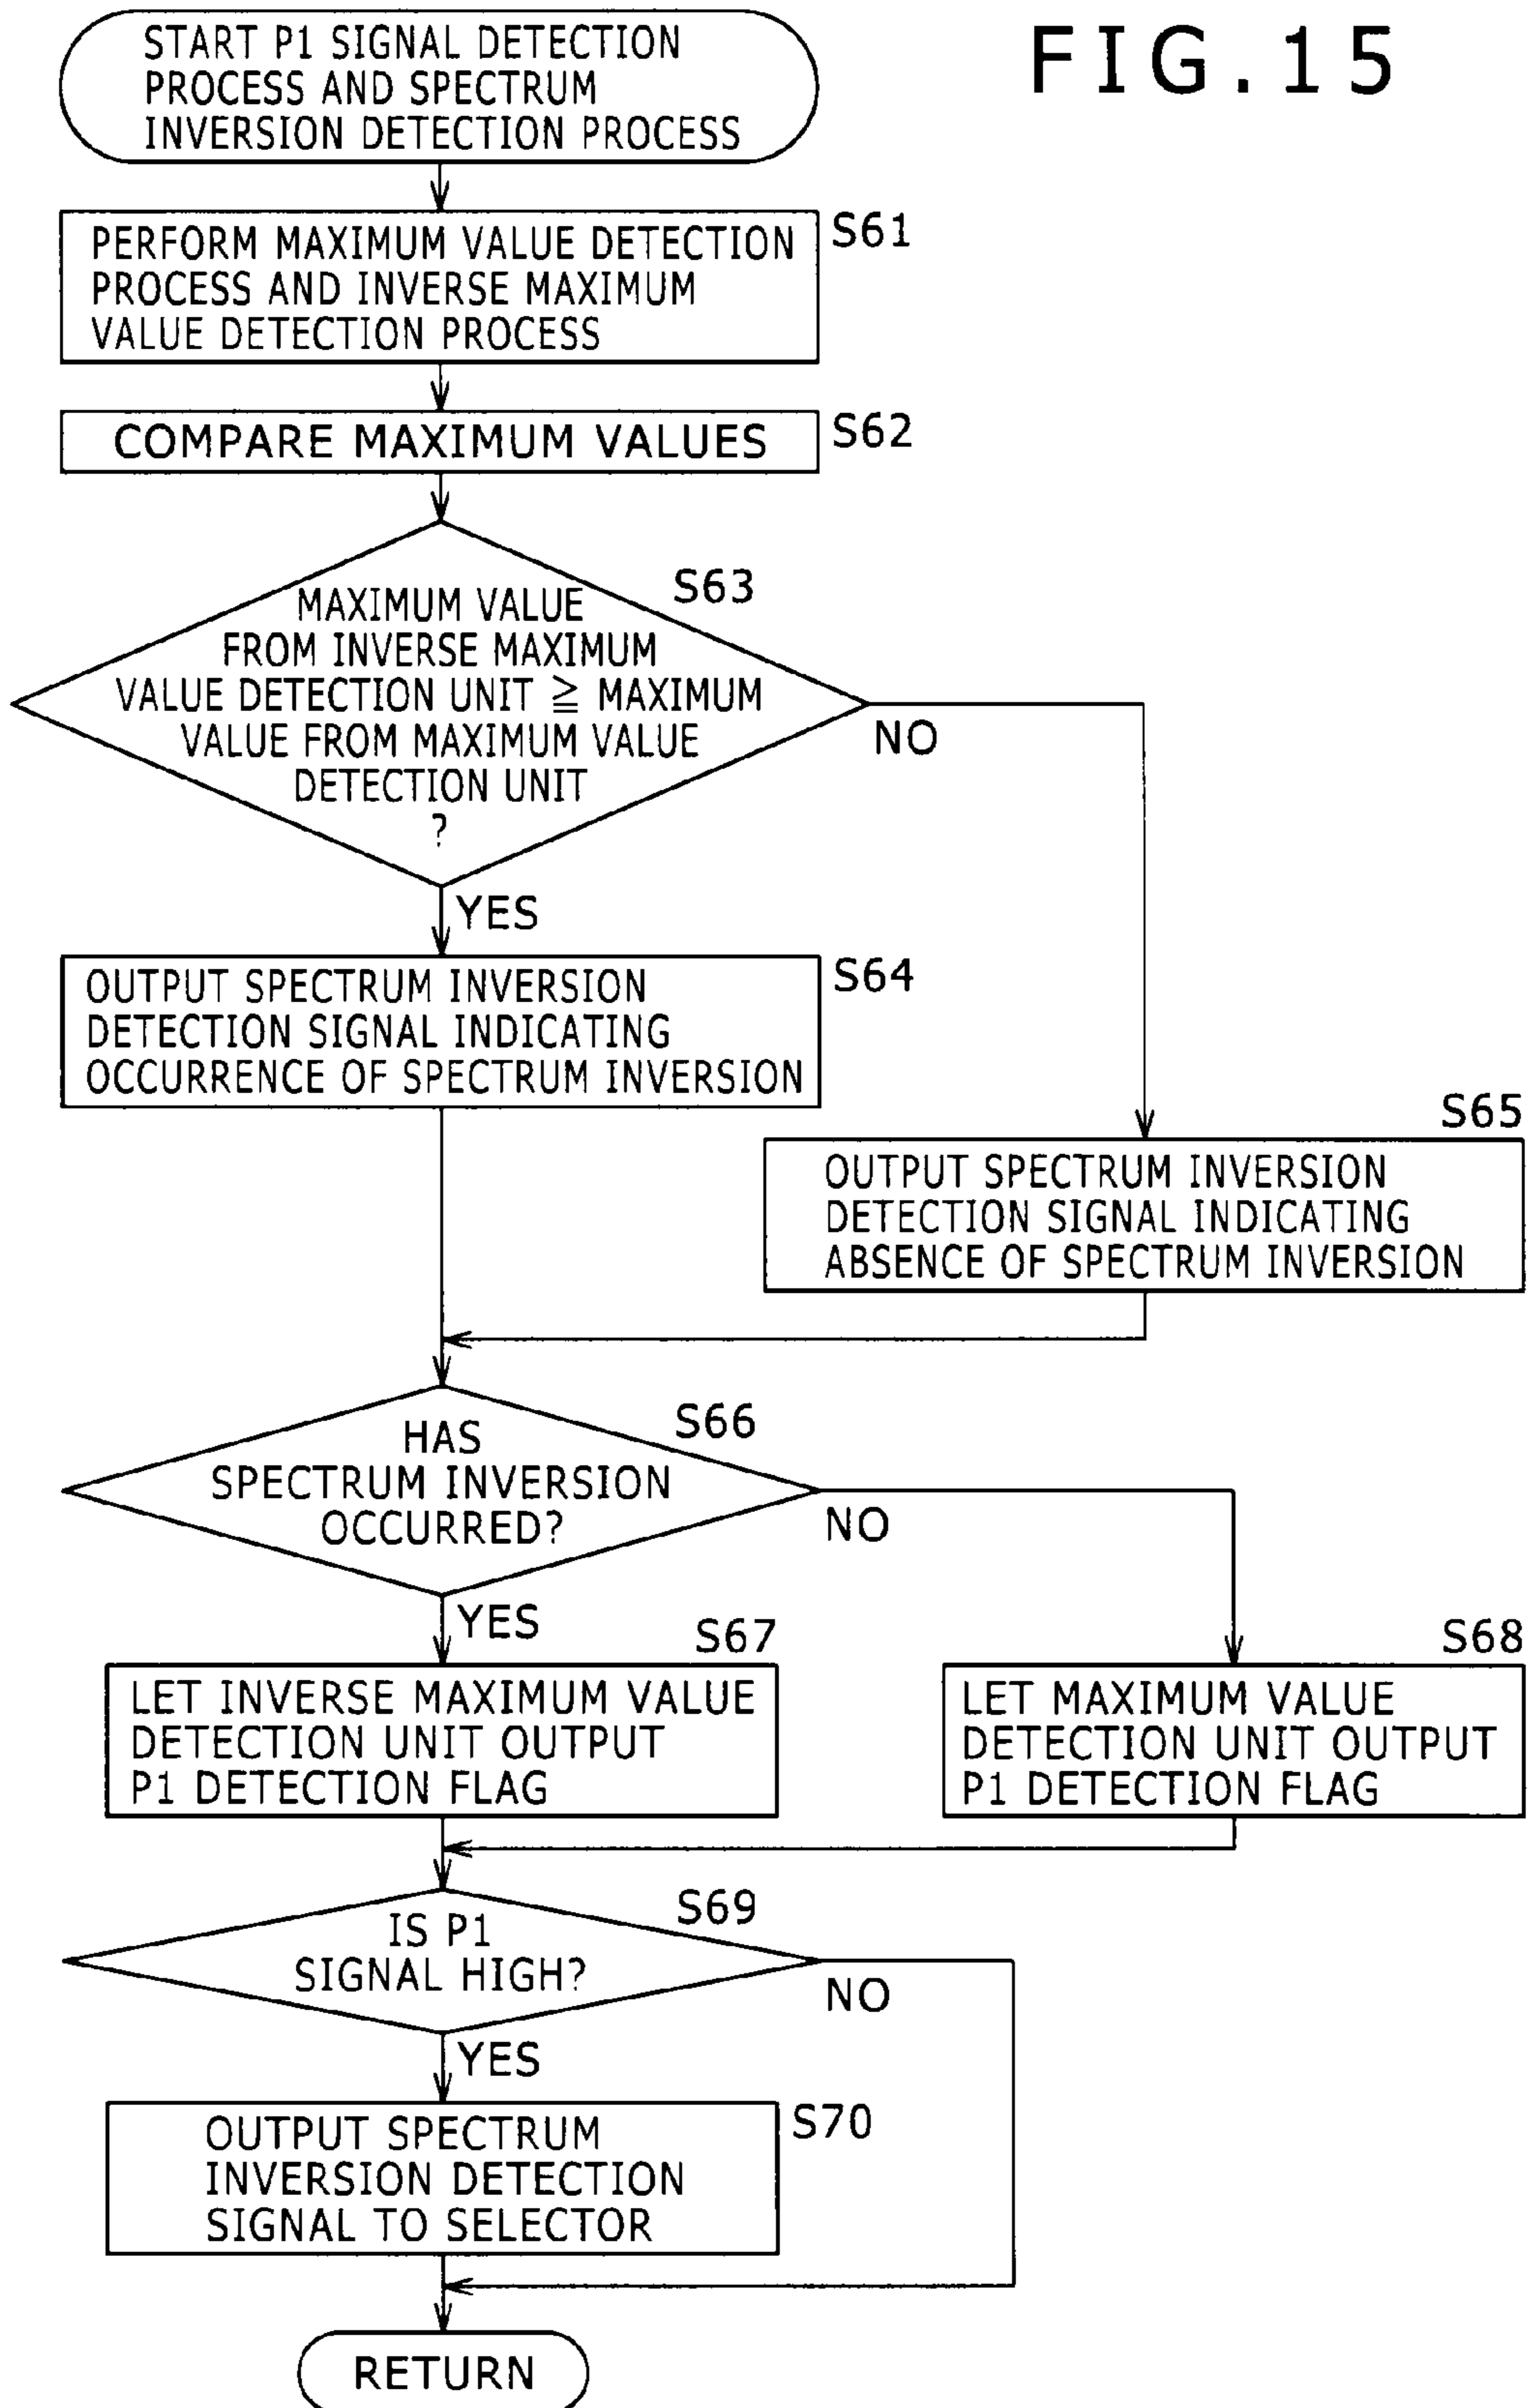 FIG.15
START P1 SIGNAL DETECTION
PROCESS AND SPECTRUM
INVERSION DETECTION PROCESS
S61
PERFORM MAXIMUM VALUE DETECTION
PROCESS AND INVERSE MAXIMUM
VALUE DETECTION PROCESS
S62
COMPARE MAXIMUM VALUES
S63
MAXIMUM VALUE
FROM INVERSE MAXIMUM
VALUE DETECTION UNIT ≧ MAXIMUM
VALUE FROM MAXIMUM VALUE
DETECTION UNIT
?
NO
YES
S64
OUTPUT SPECTRUM INVERSION
DETECTION SIGNAL INDICATING
OCCURRENCE OF SPECTRUM INVERSION
S65
OUTPUT SPECTRUM INVERSION
DETECTION SIGNAL INDICATING
ABSENCE OF SPECTRUM INVERSION
S66
HAS
SPECTRUM INVERSION
OCCURRED?
NO
YES
S67
LET INVERSE MAXIMUM VALUE
DETECTION UNIT OUTPUT
P1 DETECTION FLAG
S68
LET MAXIMUM VALUE
DETECTION UNIT OUTPUT
P1 DETECTION FLAG
S69
IS P1
SIGNAL HIGH?
NO
YES
S70
OUTPUT SPECTRUM
INVERSION DETECTION
SIGNAL TO SELECTOR
RETURN